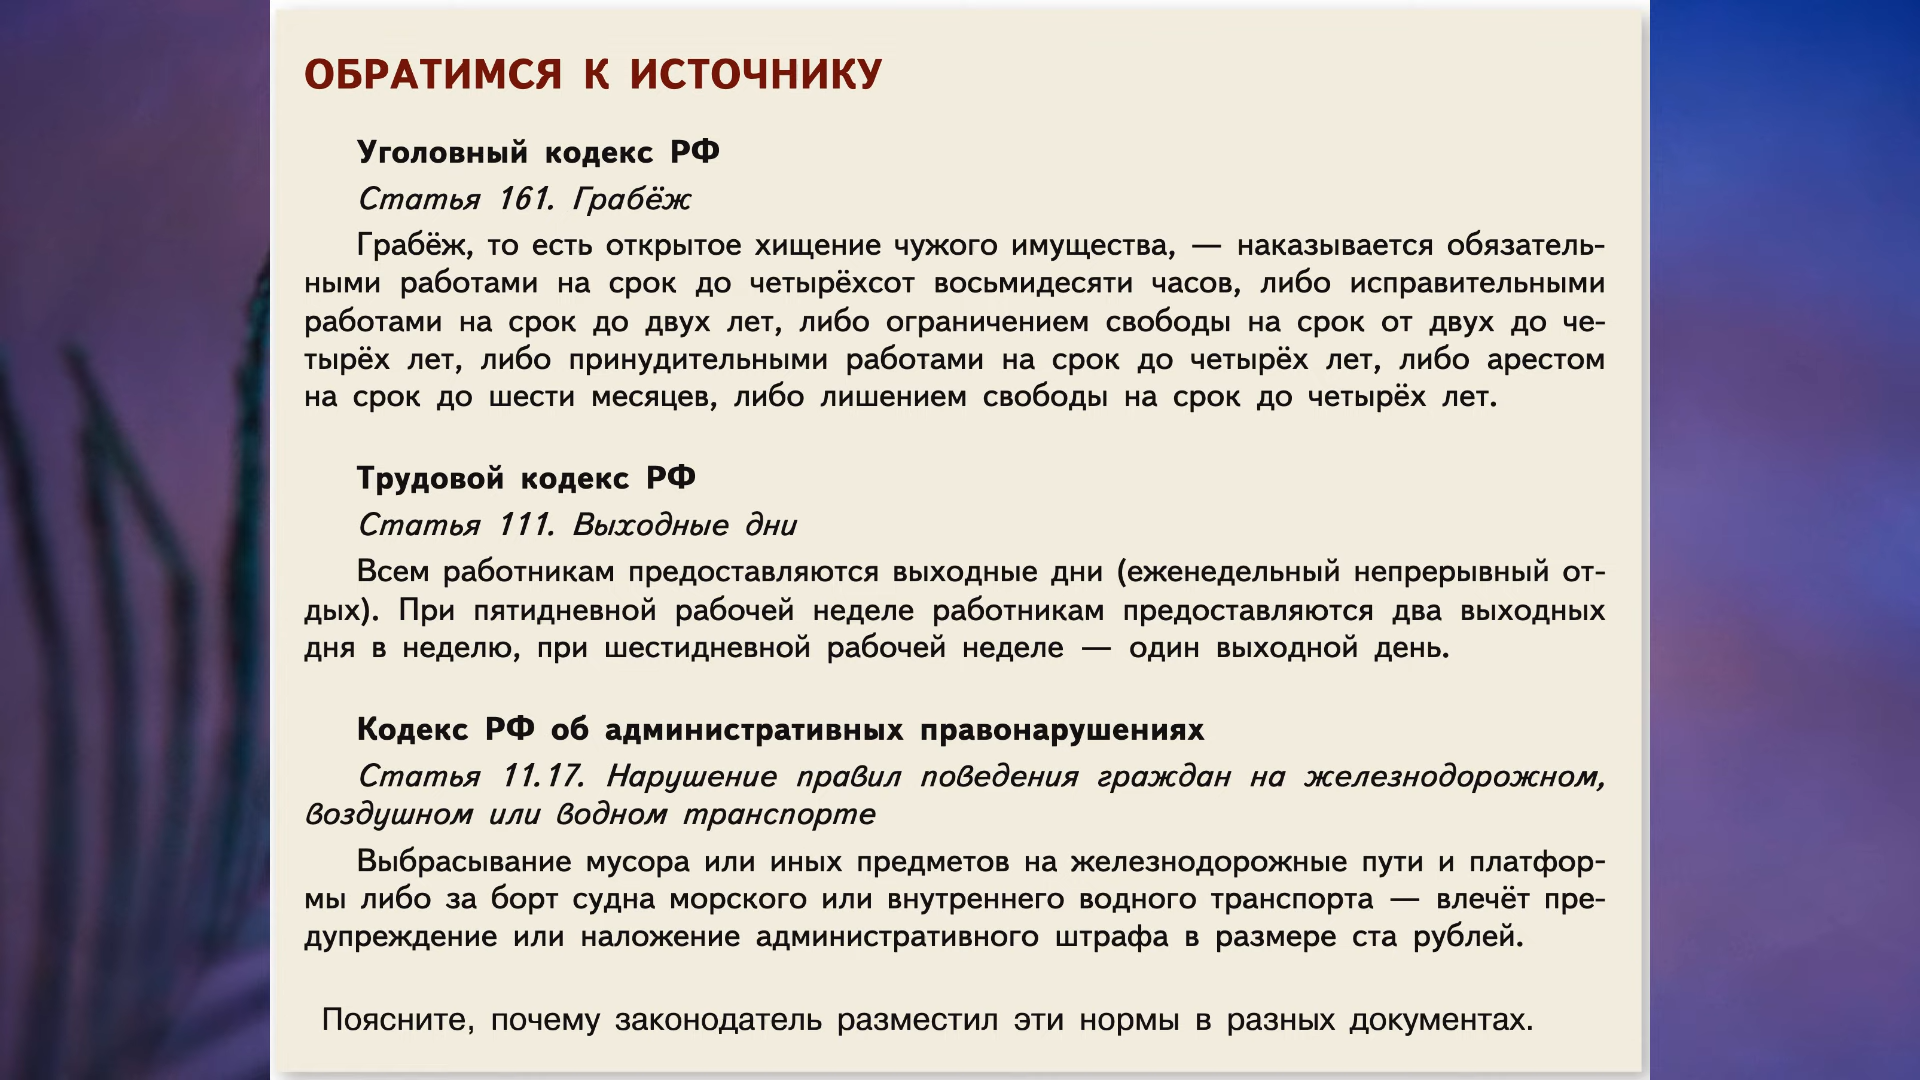 ОБРАТИМСЯ К ИСТОЧНИКУ
Уголовный кодекс РФ
Статья 161. Грабёж
Грабёж, то есть открытое хищение чужого имущества, — наказывается обязатель-
ными работами на срок до четырёхсот восьмидесяти часов, либо исправительными
работами на срок до двух лет, либо ограничением свободы на срок от двух до че-
тырёх лет, либо принудительными работами на срок до четырёх лет, либо арестом
на срок до шести месяцев, либо лишением свободы на срок до четырёх лет.
Трудовой кодекс РФ
Статья 111. Выходные дни
Всем работникам предоставляются выходные дни (еженедельный непрерывный от-
дых). При пятидневной рабочей неделе работникам предоставляются два выходных
дня в неделю, при шестидневной рабочей неделе — один выходной день.
Кодекс РФ об административных правонарушениях
Статья 11.17. Нарушение правил поведения граждан на железнодорожном,
воздушном или водном транспорте
Выбрасывание мусора или иных предметов на железнодорожные пути и платфор-
мы либо за борт судна морского или внутреннего водного транспорта — влечёт пре-
дупреждение или наложение административного штрафа в размере ста рублей.
Поясните, почему законодатель разместил эти нормы в разных документах.